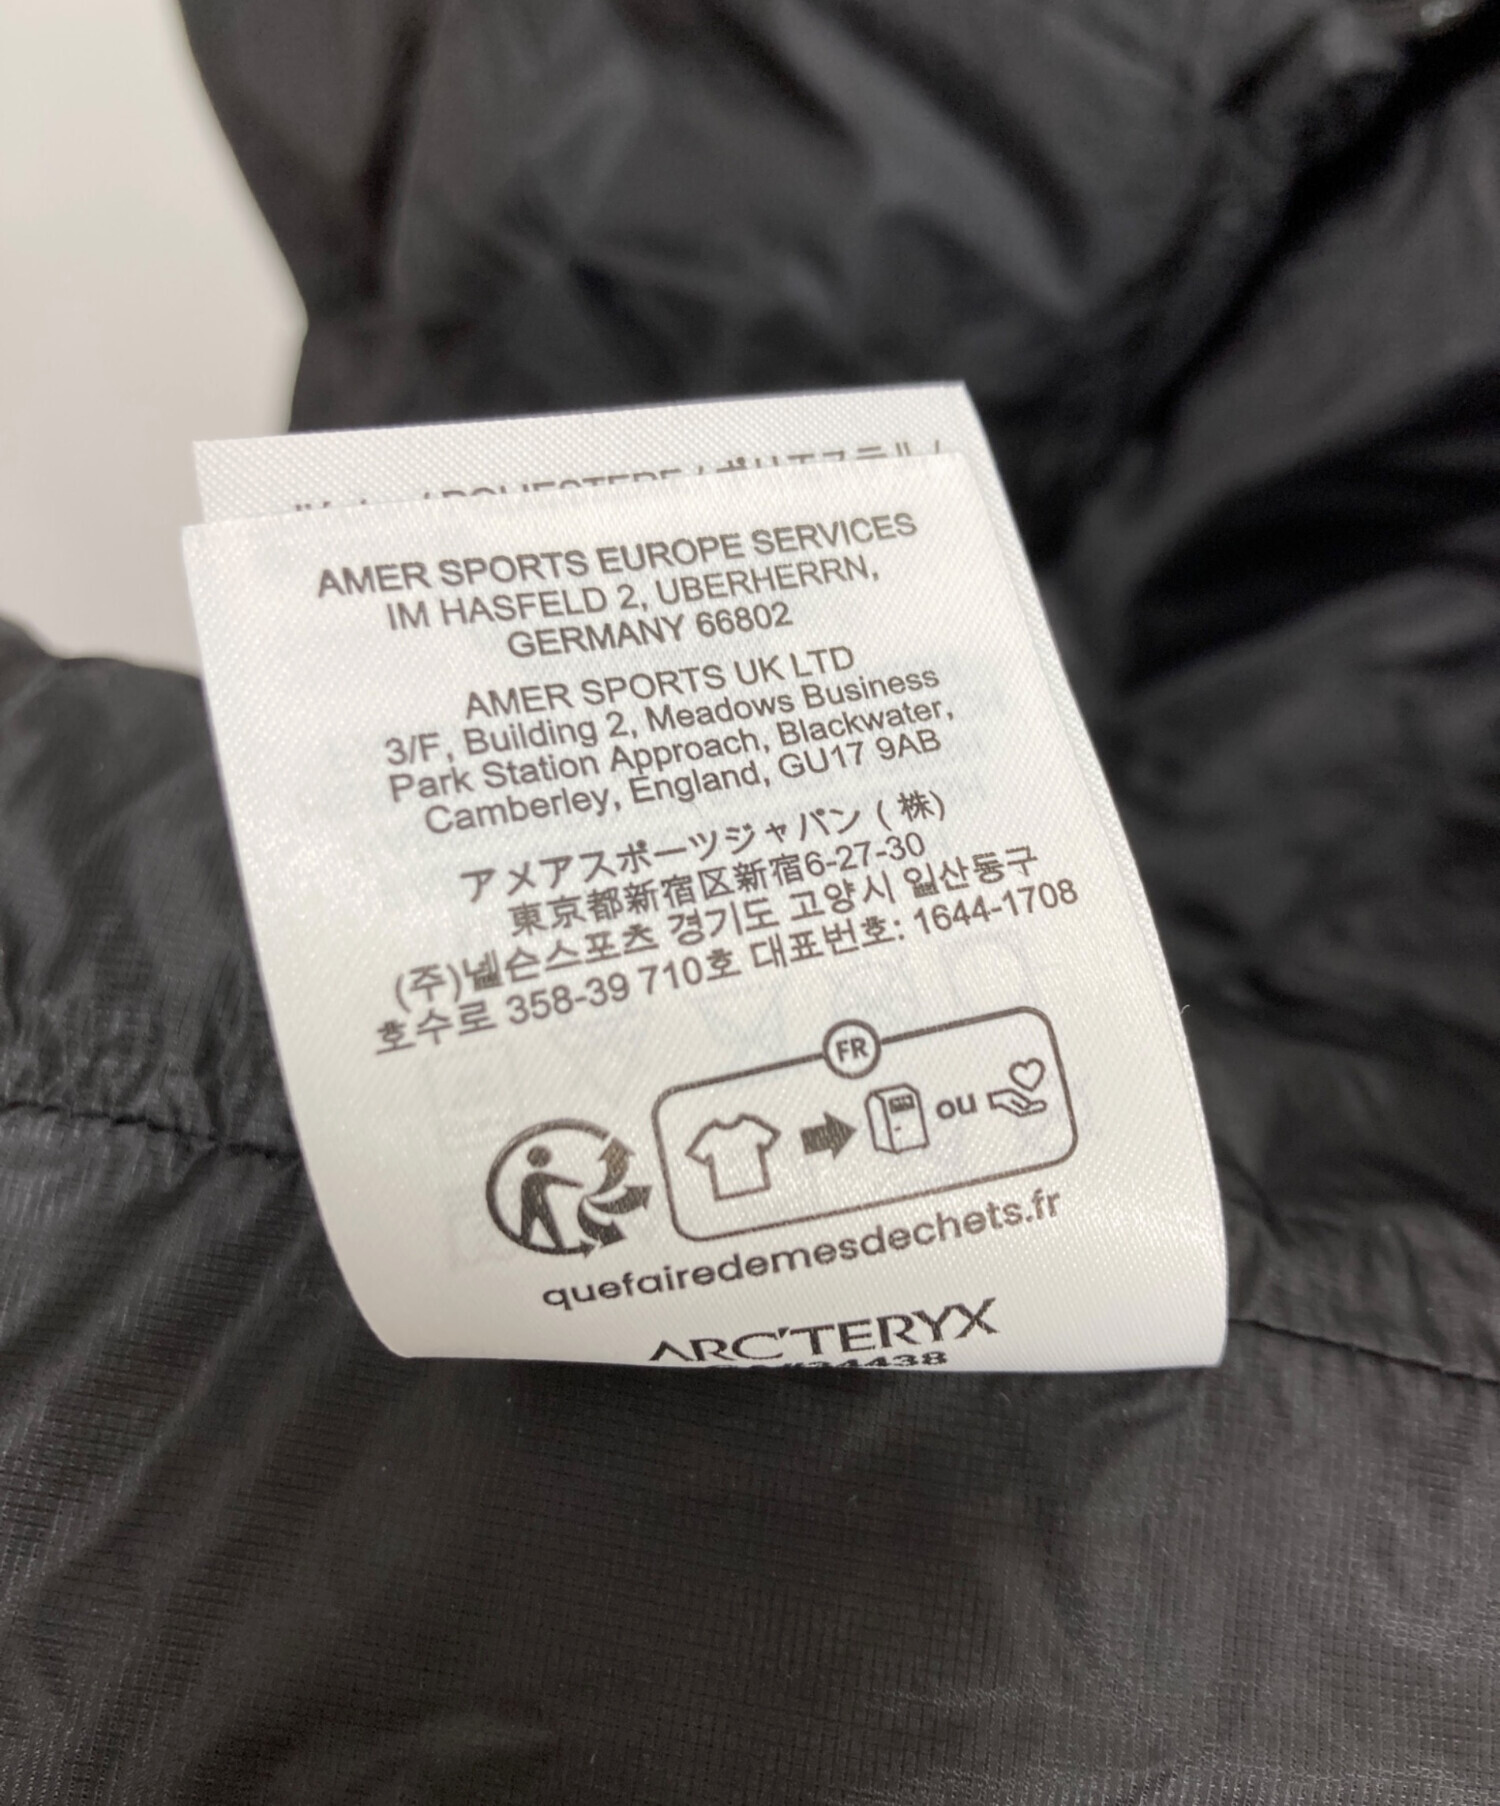 AMER SPORTS EUROPE SERVICES
IM HASFELD 2, UBERHERRN,
GERMANY 66802
AMER SPORTS UK LTD
3/F, Building 2, Meadows Business
Park Station Approach, Blackwater,
Camberley, England, GU17 9AB
アメアスポーツジャパン (株)
東京都新宿区新宿6-27-30
(주)넬슨스포츠 경기도 고양시 일산동구
호수로 358-39 710호 대표번호: 1644-1708
FR
ou
quefairedemesdechets.fr
ARC'TERYX